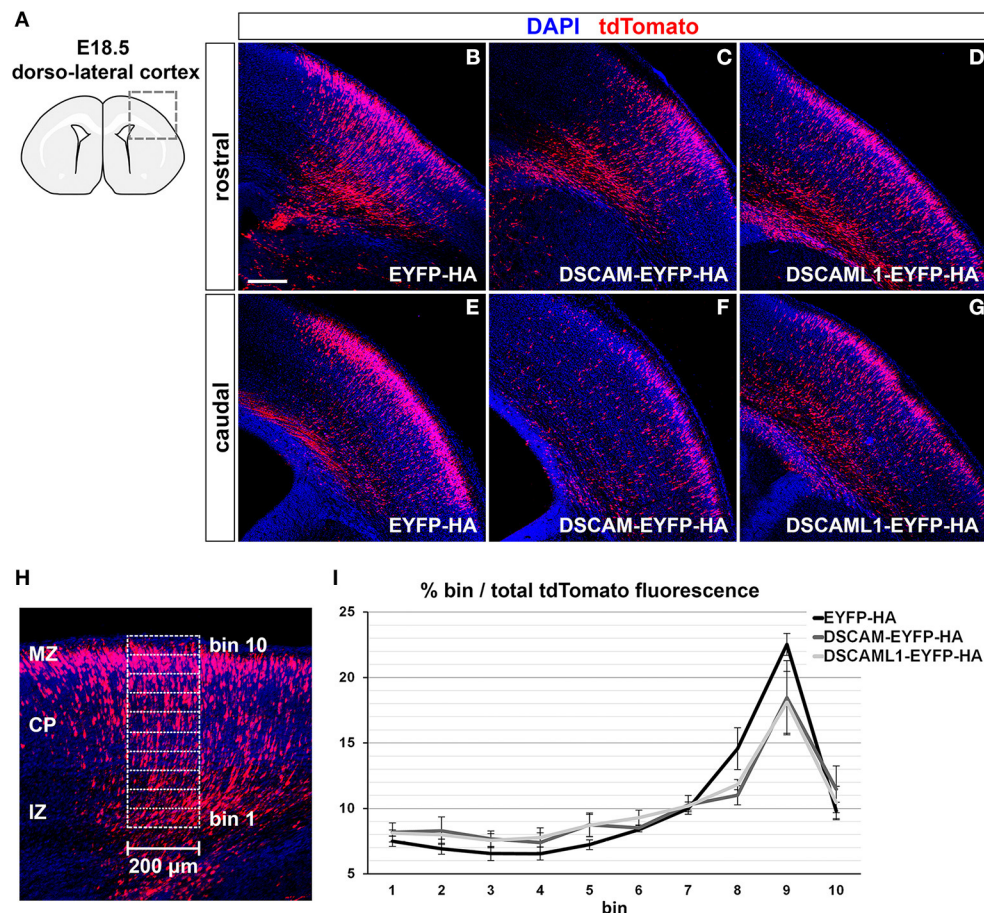 A
E18.5
dorso-lateral cortex
DAPI tdTomato
rostral
B
EYFP-HA
C
DSCAM-EYFP-HA
D
DSCAML1-EYFP-HA
caudal
E
EYFP-HA
F
DSCAM-EYFP-HA
G
DSCAML1-EYFP-HA
H
MZ
CP
IZ
bin 10
bin 1
200 µm
I
% bin / total tdTomato fluorescence
EYFP-HA
DSCAM-EYFP-HA
DSCAML1-EYFP-HA
25
20
15
10
5
1 2 3 4 5 6 7 8 9 10
bin